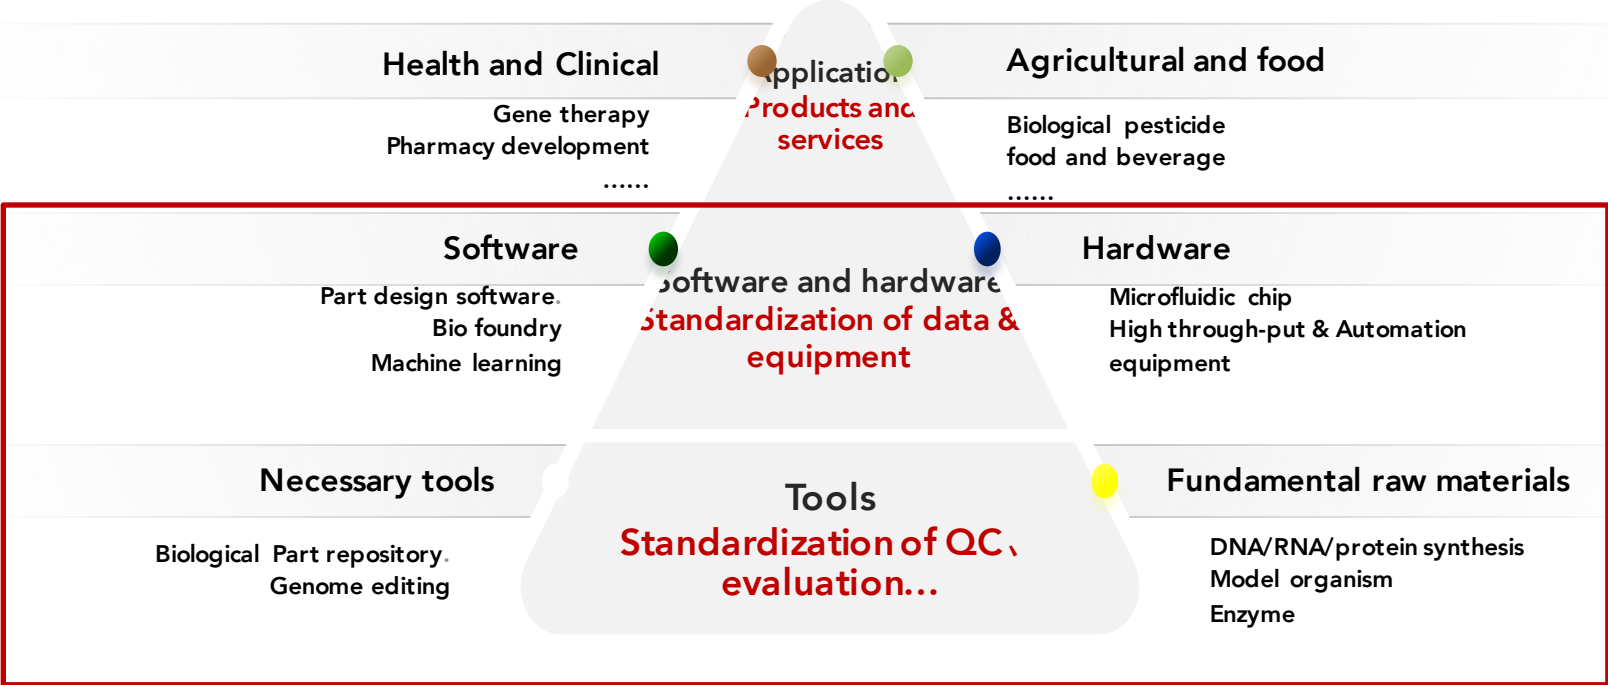 Health and Clinical
Gene therapy
Pharmacy development
......
Application
Products and
services
Agricultural and food
Biological pesticide
food and beverage
......
Software
Part design software.
Bio foundry
Machine learning
Software and hardware
Standardization of data &
equipment
Hardware
Microfluidic chip
High through-put & Automation
equipment
Necessary tools
Biological Part repository.
Genome editing
Tools
Standardization of QC、
evaluation...
Fundamental raw materials
DNA/RNA/protein synthesis
Model organism
Enzyme